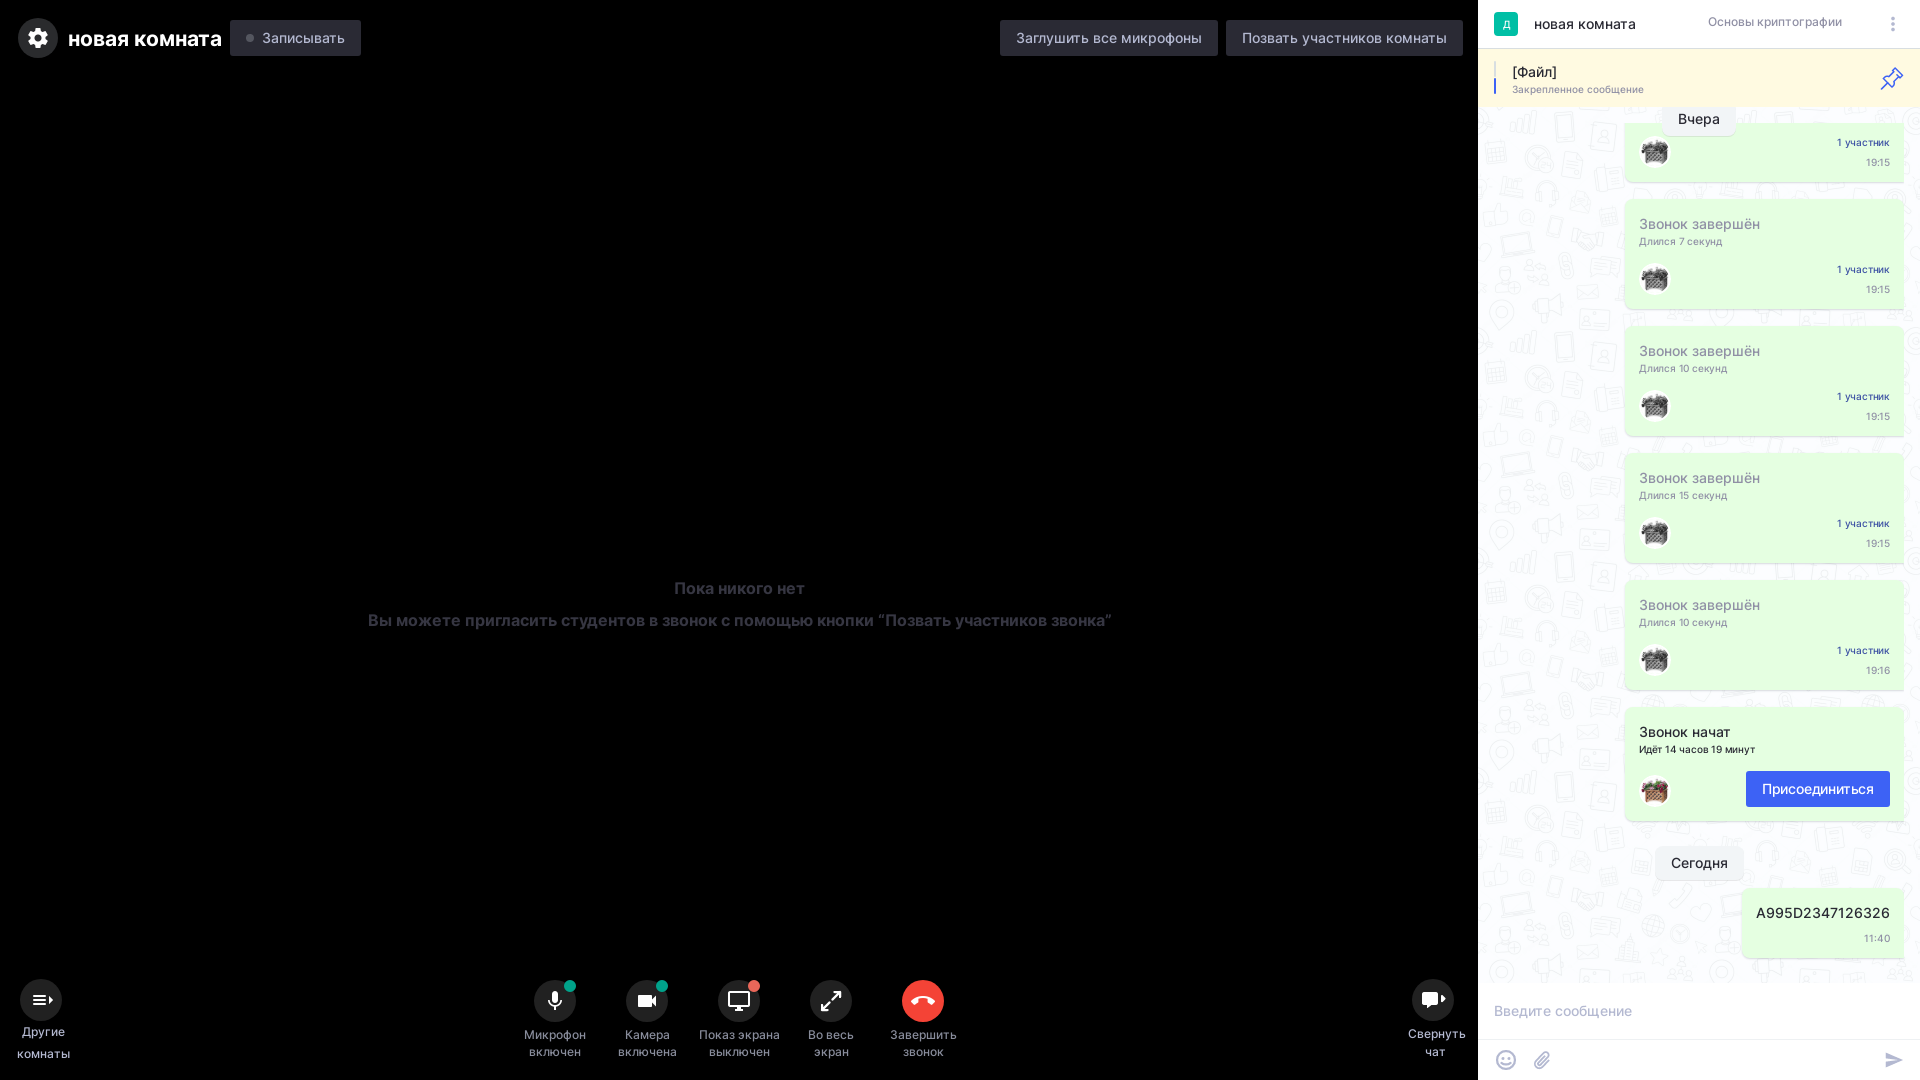 новая комната
Записывать
Заглушить все микрофоны
Позвать участников комнаты
Пока никого нет
Вы можете пригласить студентов в звонок с помощью кнопки “Позвать участников звонка”
Другие
комнаты
Микрофон
включен
Камера
включена
Показ экрана
выключен
Во весь
экран
Завершить
звонок
Свернуть
чат
Д
новая комната
Основы криптографии
[Файл]
Закрепленное сообщение
Вчера
1 участник
19:15
Звонок завершён
Длился 7 секунд
1 участник
19:15
Звонок завершён
Длился 10 секунд
1 участник
19:15
Звонок завершён
Длился 15 секунд
1 участник
19:15
Звонок завершён
Длился 10 секунд
1 участник
19:16
Звонок начат
Идёт 14 часов 19 минут
Присоединиться
Сегодня
A995D2347126326
11:40
Введите сообщение